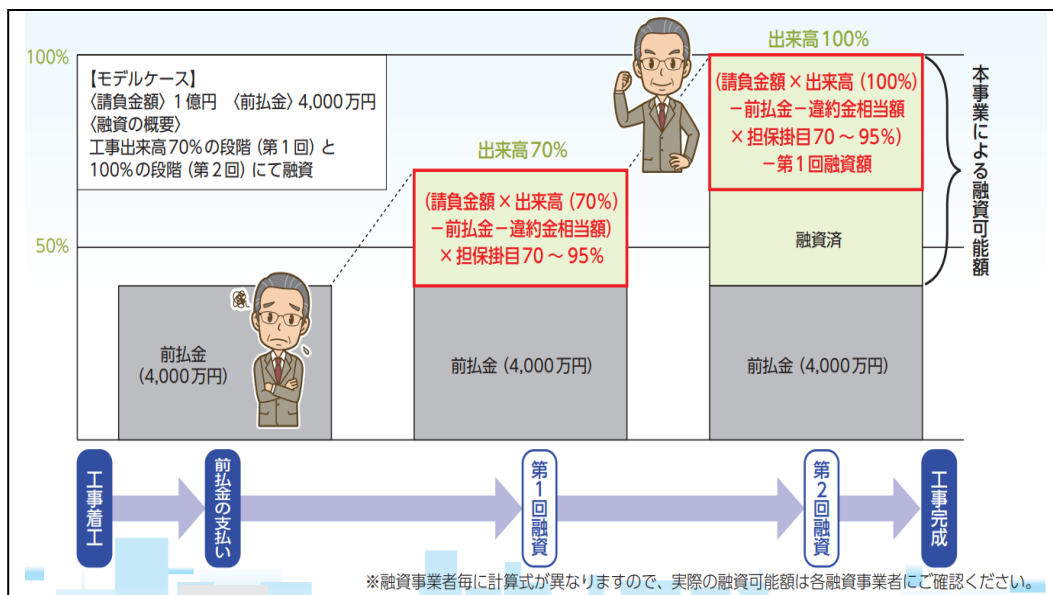 100%
50%
【モデルケース】
〈請負金額〉1億円 〈前払金〉4,000万円
〈融資の概要〉
工事出来高70%の段階(第1回)と
100%の段階(第2回)にて融資
前払金
(4,000万円)
出来高70%
(請負金額×出来高(70%)
－前払金－違約金相当額)
×担保掛目70～95%
前払金(4,000万円)
出来高100%
(請負金額×出来高(100%)
－前払金－違約金相当額
×担保掛目70～95%)
－第1回融資額
融資済
前払金(4,000万円)
本事業による融資可能額
工事着工
前払金の支払い
第1回融資
第2回融資
工事完成
※融資事業者毎に計算式が異なりますので、実際の融資可能額は各融資事業者にご確認ください。